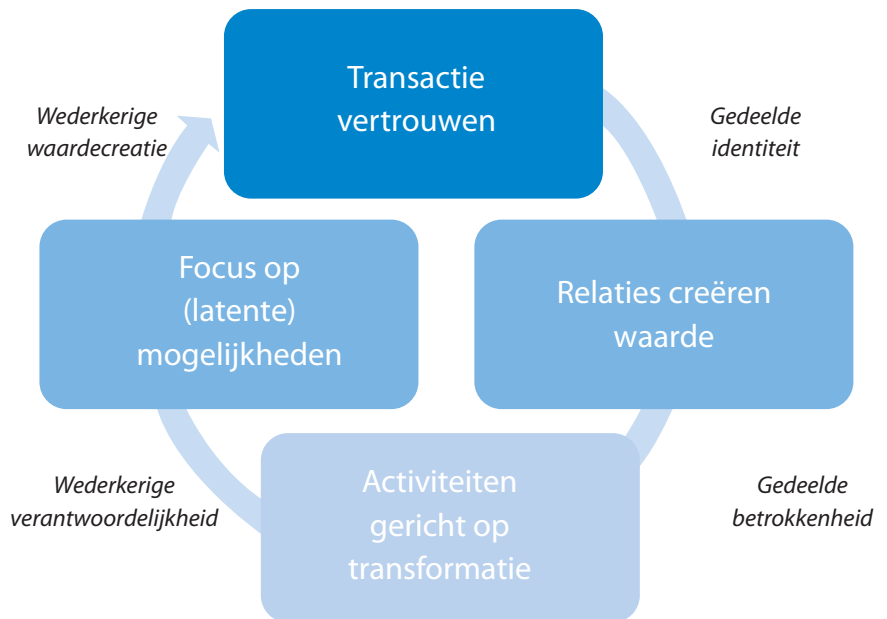 Transactie
vertrouwen
Gedeelde
identiteit
Relaties creëren
waarde
Gedeelde
betrokkenheid
Activiteiten
gericht op
transformatie
Wederkerige
verantwoordelijkheid
Focus op
(latente)
mogelijkheden
Wederkerige
waardecreatie